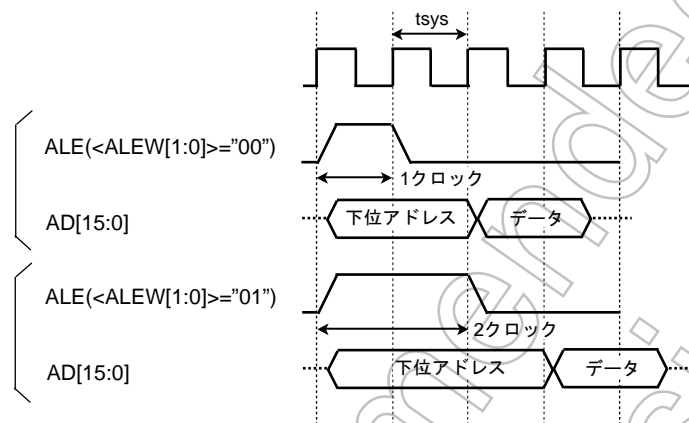 tsys
ALE(<ALEW[1:0]>="00")
1クロック
AD[15:0]
下位アドレス
データ
ALE(<ALEW[1:0]>="01")
2クロック
AD[15:0]
下位アドレス
データ